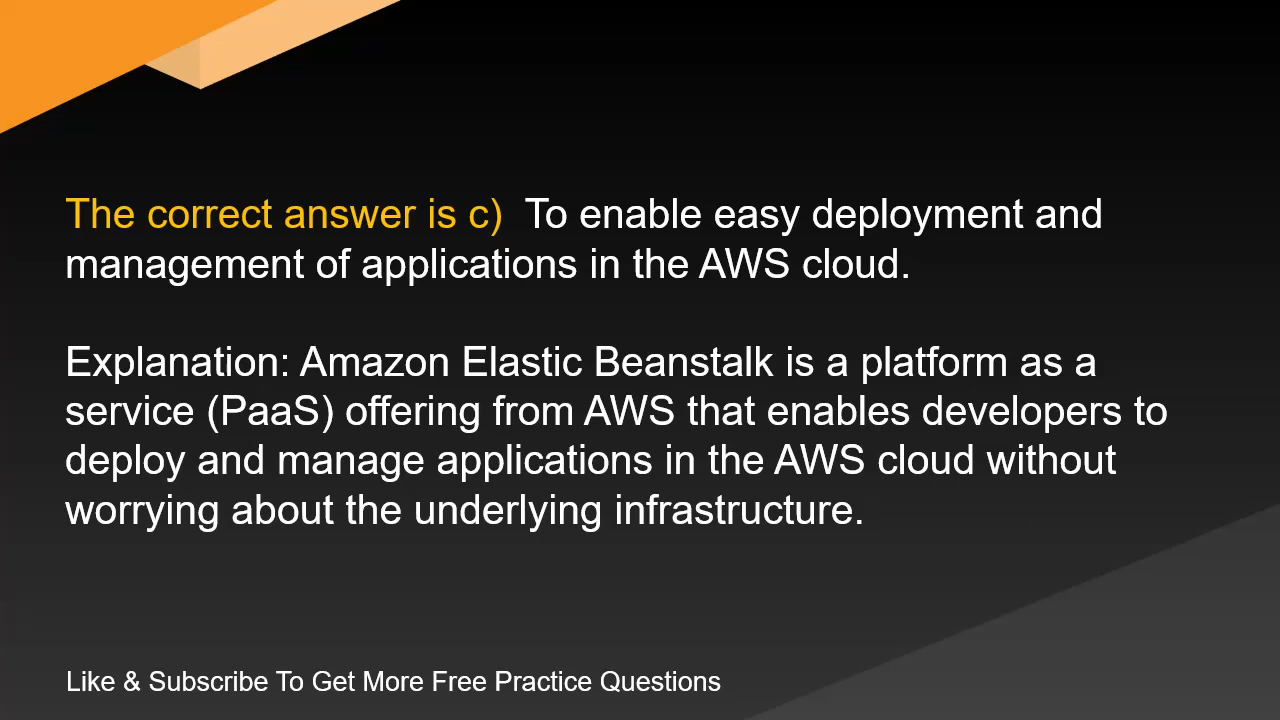 The correct answer is c)  To enable easy deployment and
management of applications in the AWS cloud.
Explanation: Amazon Elastic Beanstalk is a platform as a
service (PaaS) offering from AWS that enables developers to
deploy and manage applications in the AWS cloud without
worrying about the underlying infrastructure.
Like & Subscribe To Get More Free Practice Questions